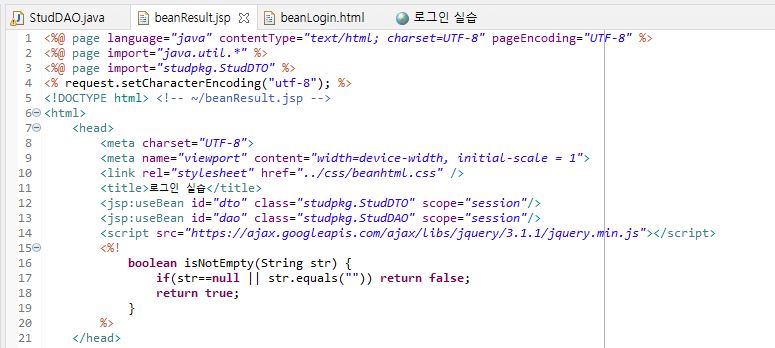 StudDAO.java beanResult.jsp beanLogin.html 로그인 실습
1 <%@ page language="java" contentType="text/html; charset=UTF-8" pageEncoding="UTF-8" %>
2 <%@ page import="java.util.*" %>
3 <%@ page import="studpkg.StudDTO" %>
4 <% request.setCharacterEncoding("utf-8"); %>
5 <!DOCTYPE html> <!-- ~/beanResult.jsp -->
6 <html>
7 <head>
8 <meta charset="UTF-8">
9 <meta name="viewport" content="width=device-width, initial-scale = 1">
10 <link rel="stylesheet" href="../css/beanhtml.css" />
11 <title>로그인 실습</title>
12 <jsp:useBean id="dto" class="studpkg.StudDTO" scope="session"/>
13 <jsp:useBean id="dao" class="studpkg.StudDAO" scope="session"/>
14 <script src="https://ajax.googleapis.com/ajax/libs/jquery/3.1.1/jquery.min.js"></script>
15 <%!
16 boolean isNotEmpty(String str) {
17 if(str==null || str.equals("")) return false;
18 return true;
19 }
20 %>
21 </head>